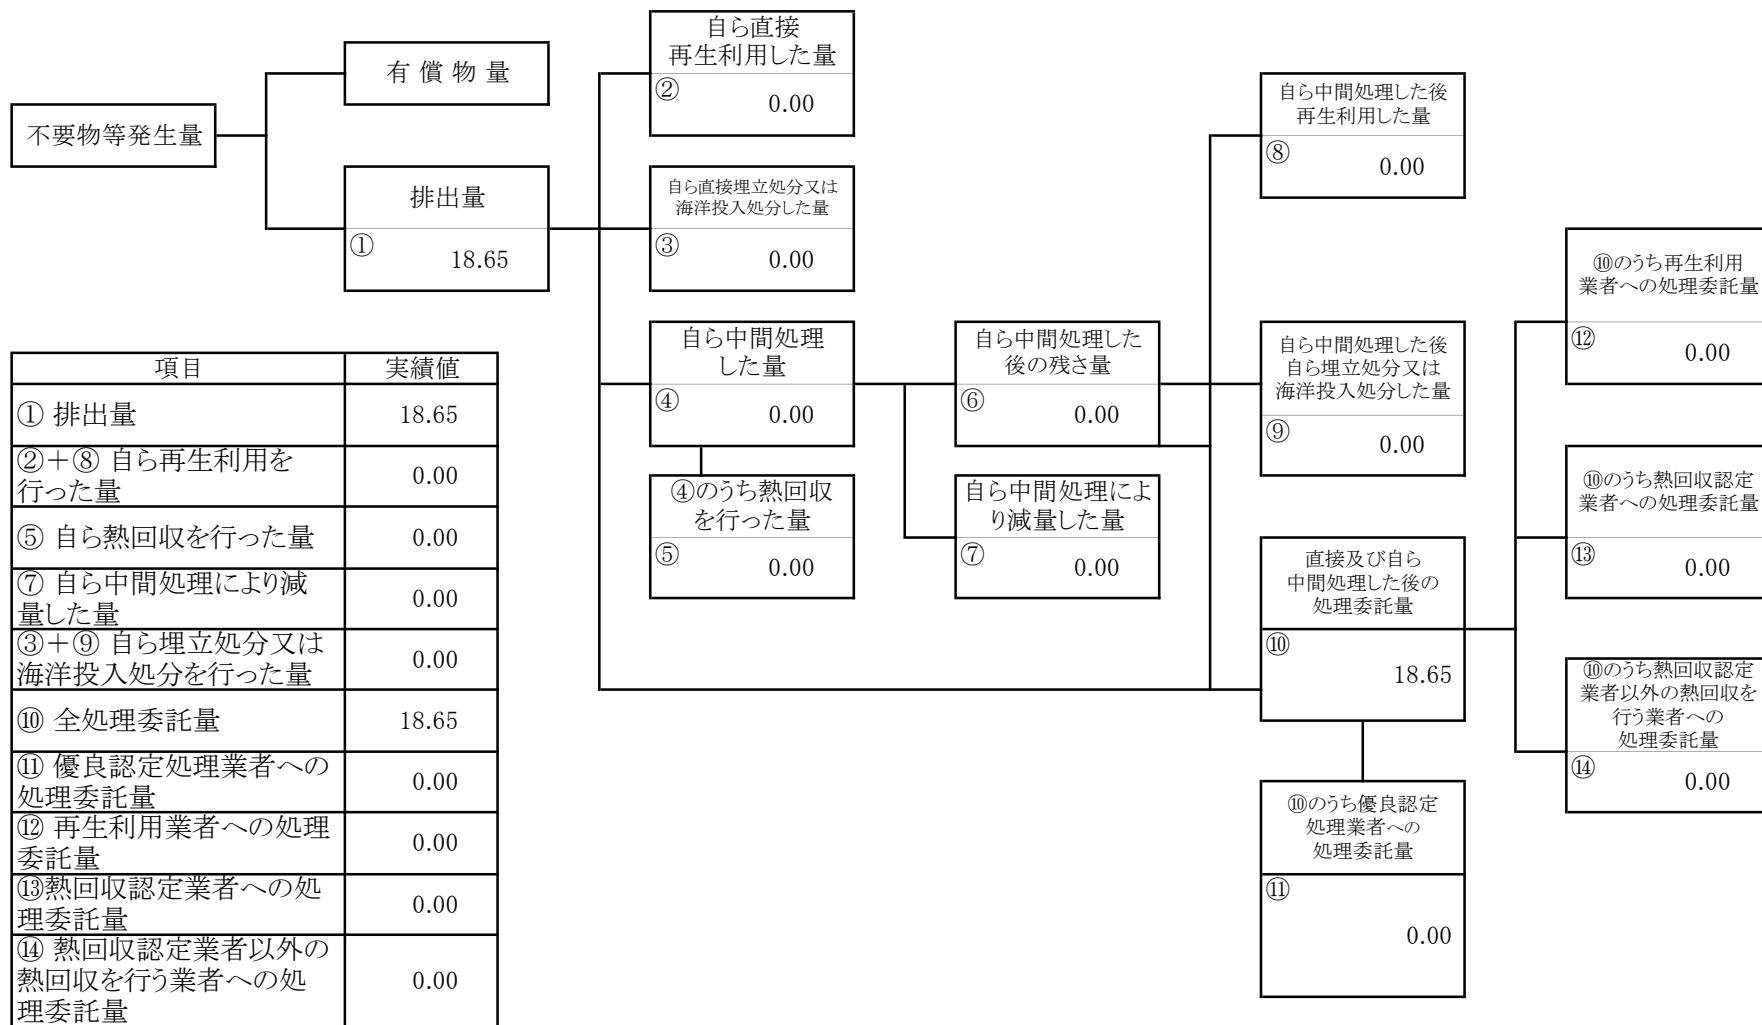 不要物等発生量
有 償 物 量
排出量
①
18.65
自ら直接
再生利用した量
②
0.00
自ら直接埋立処分又は
海洋投入処分した量
③
0.00
自ら中間処理
した量
④
0.00
④のうち熱回収
を行った量
⑤
0.00
自ら中間処理した
後の残さ量
⑥
0.00
自ら中間処理によ
り減量した量
⑦
0.00
自ら中間処理した後
再生利用した量
⑧
0.00
自ら中間処理した後
自ら埋立処分又は
海洋投入処分した量
⑨
0.00
直接及び自ら
中間処理した後の
処理委託量
⑩
18.65
⑩のうち優良認定
処理業者への
処理委託量
⑪
0.00
⑩のうち再生利用
業者への処理委託量
⑫
0.00
⑩のうち熱回収認定
業者への処理委託量
⑬
0.00
⑩のうち熱回収認定
業者以外の熱回収を
行う業者への
処理委託量
⑭
0.00
項目 実績値
① 排出量 18.65
②＋⑧ 自ら再生利用を
行った量 0.00
⑤ 自ら熱回収を行った量 0.00
⑦ 自ら中間処理により減
量した量 0.00
③＋⑨ 自ら埋立処分又は
海洋投入処分を行った量 0.00
⑩ 全処理委託量 18.65
⑪ 優良認定処理業者への
処理委託量 0.00
⑫ 再生利用業者への処理
委託量 0.00
⑬熱回収認定業者への処
理委託量 0.00
⑭ 熱回収認定業者以外の
熱回収を行う業者への処
理委託量 0.00